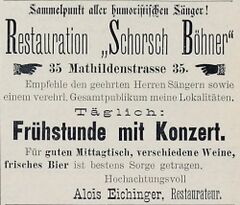 Sammelpunkt aller humoristischen Sänger!
Restauration „Schorsch Böhner"
35 Mathildenstrasse 35.
Empfehle den geehrten Herren Sängern sowie
einem verehrl. Gesamtpublikum meine Lokalitäten.
Täglich:
Frühstunde mit Konzert.
Für guten Mittagtisch, verschiedene Weine,
frisches Bier ist bestens Sorge getragen.
Hochachtungsvoll
Alois Eichinger, Restaurateur.